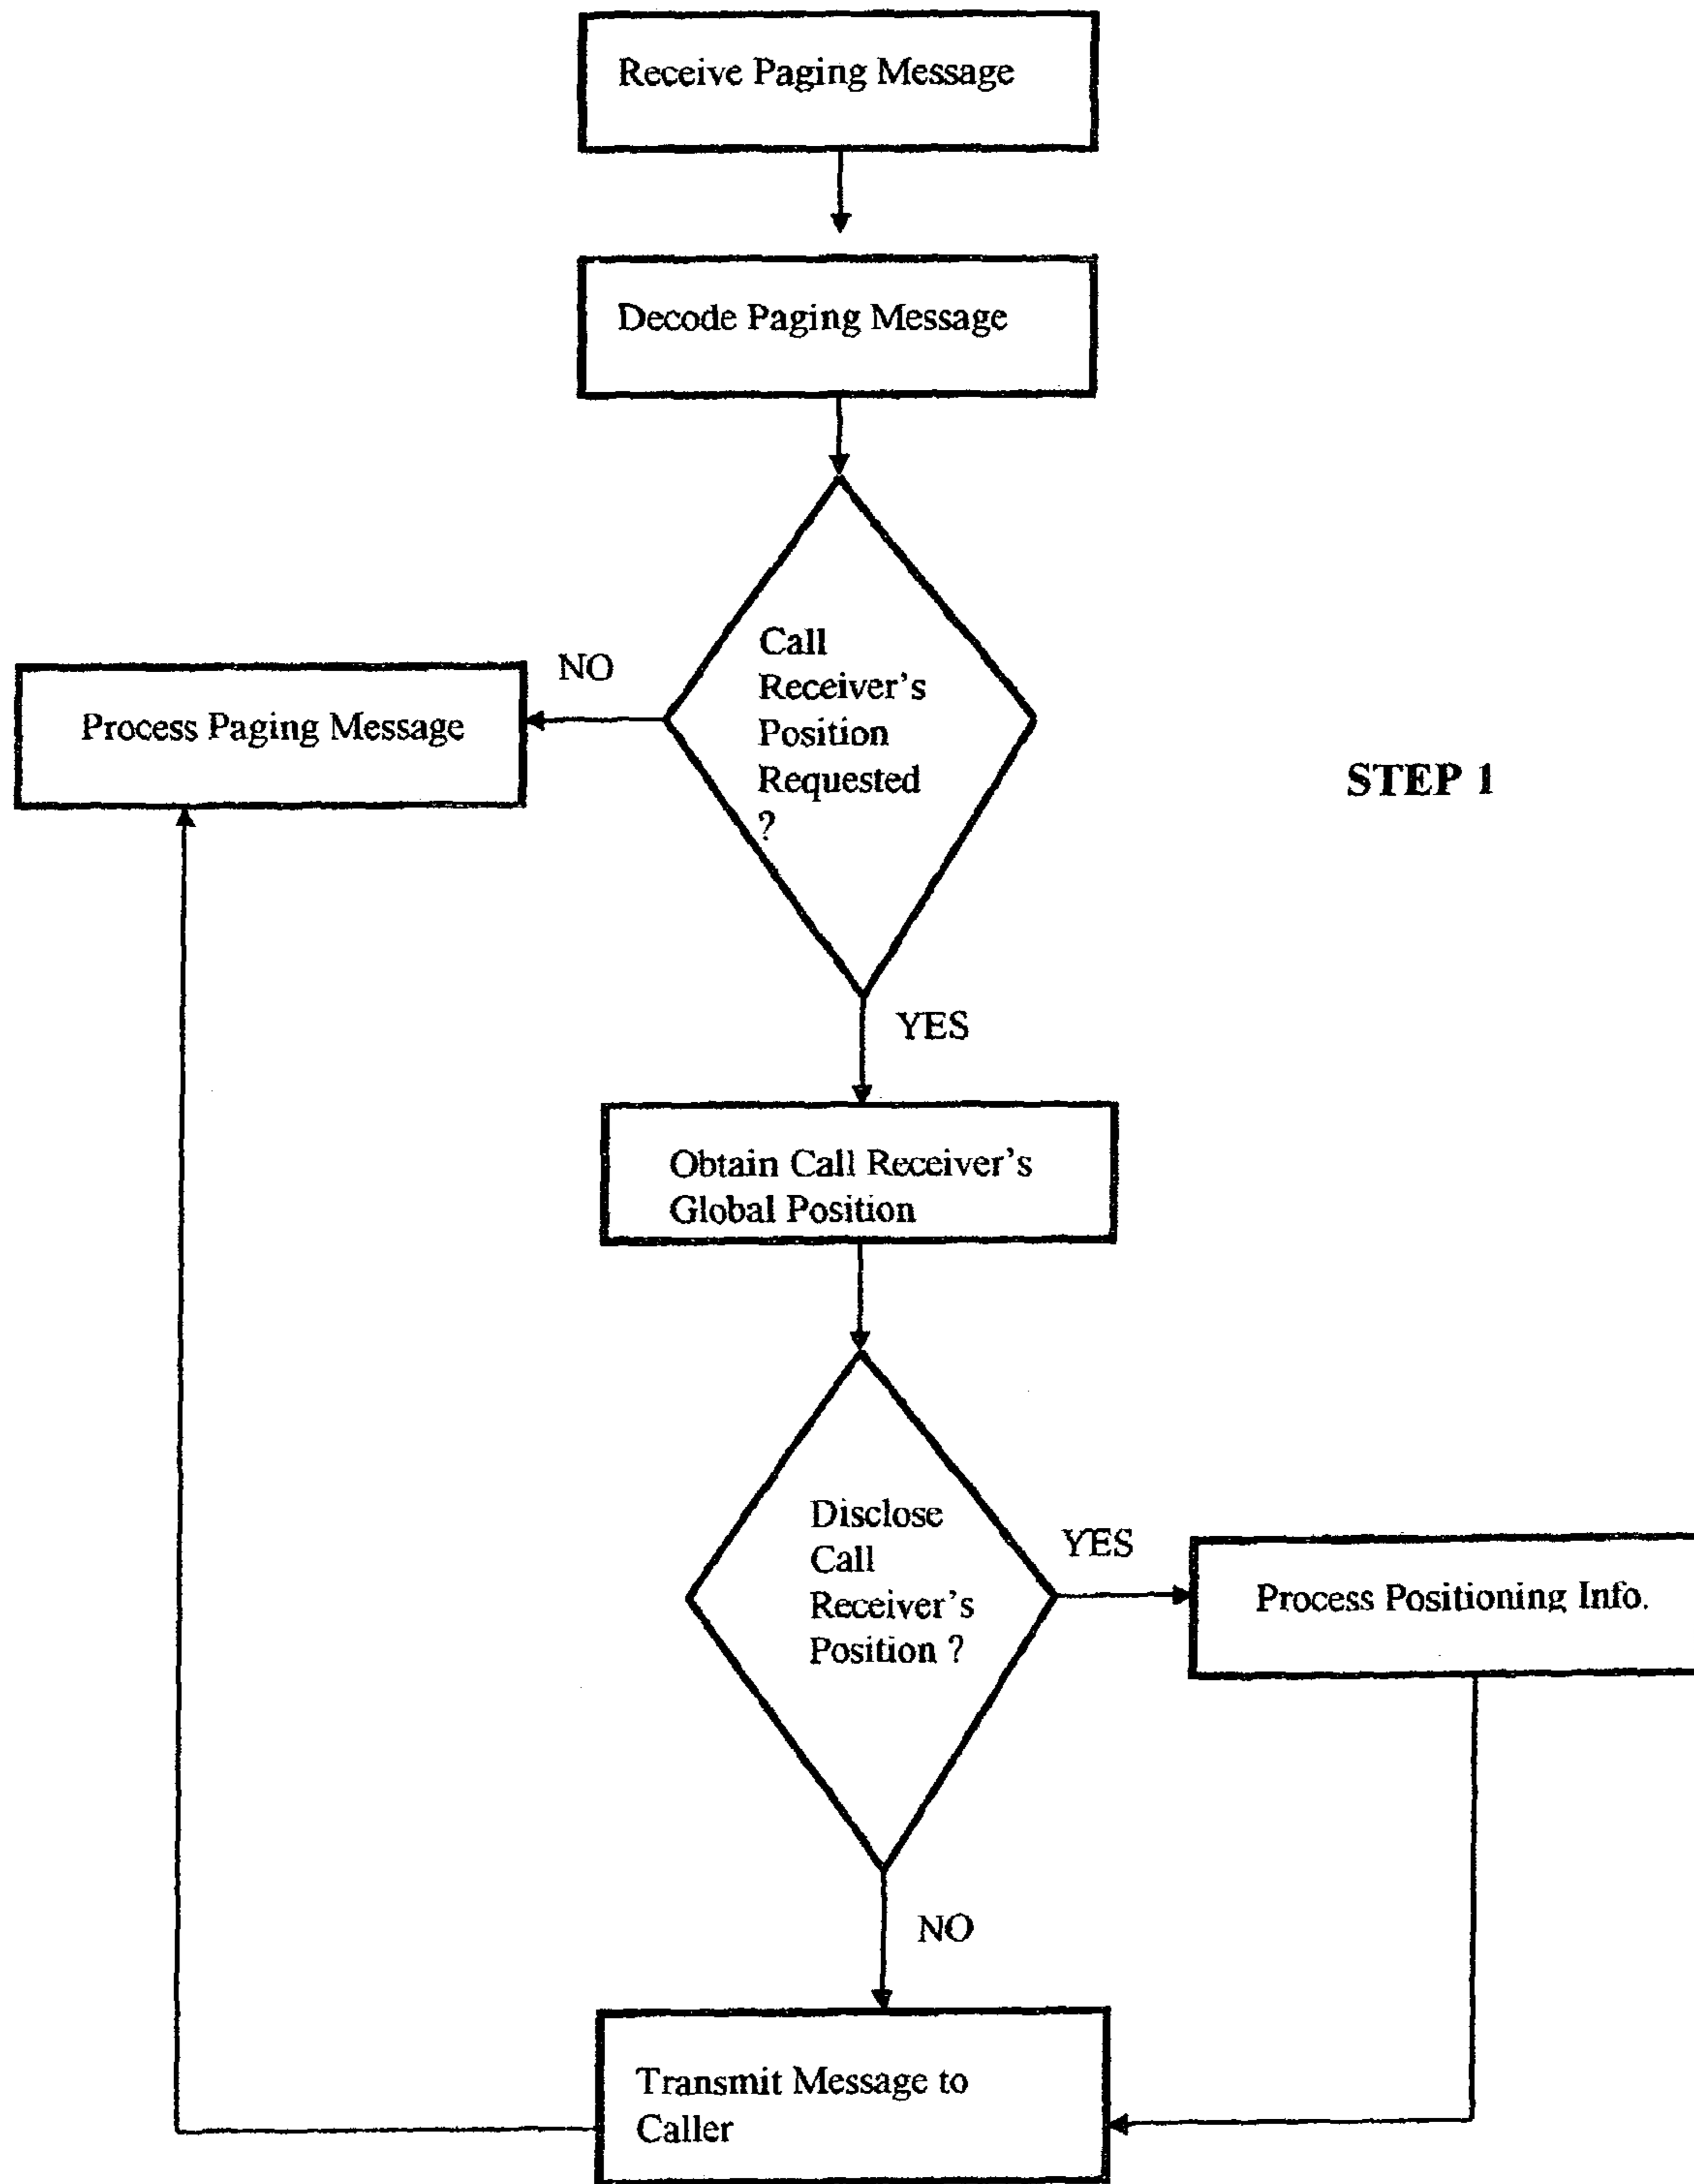 Receive Paging Message
Decode Paging Message
Call
Receiver's
Position
Requested
?
NO
Process Paging Message
STEP 1
YES
Obtain Call Receiver's
Global Position
Disclose
Call
Receiver's
Position ?
YES
Process Positioning Info.
NO
Transmit Message to
Caller